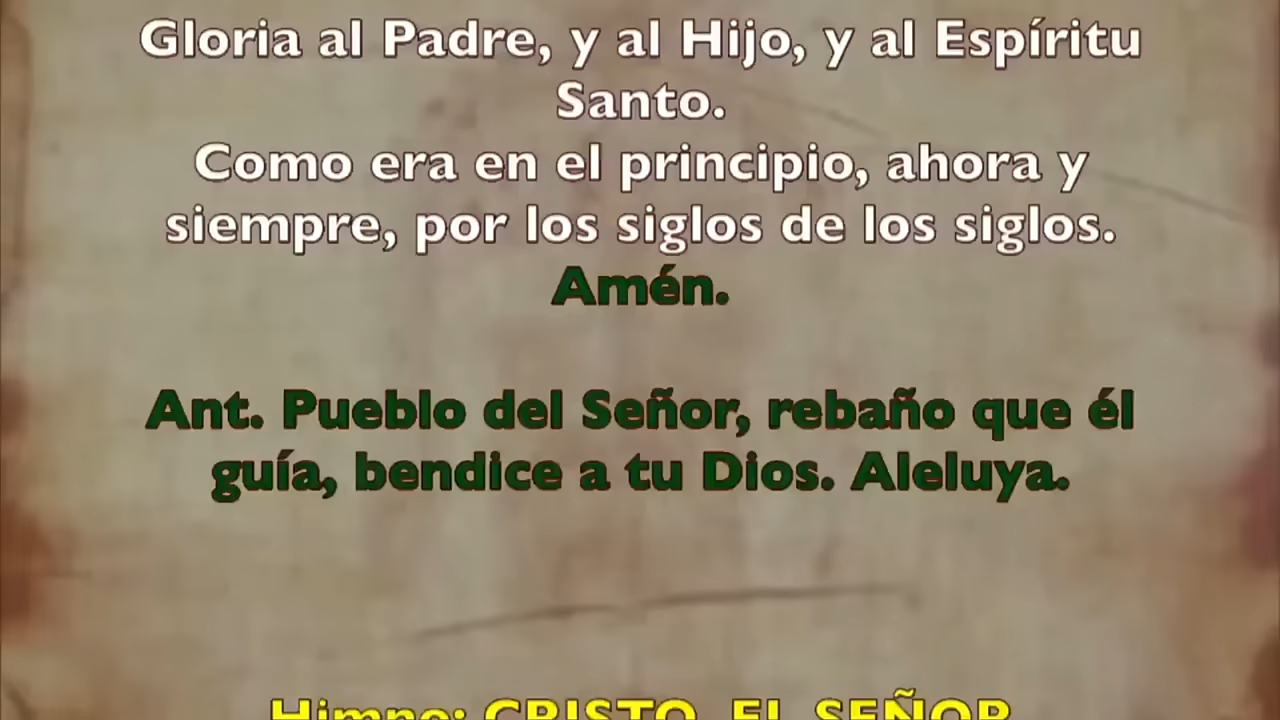 Gloria al Padre, y al Hijo, y al Espíritu
Santo.
Como era en el principio, ahora y
siempre, por los siglos de los siglos.
Amén.
Ant. Pueblo del Señor, rebaño que él
guía, bendice a tu Dios. Aleluya.
Himno: CRISTO, EL SEÑOR